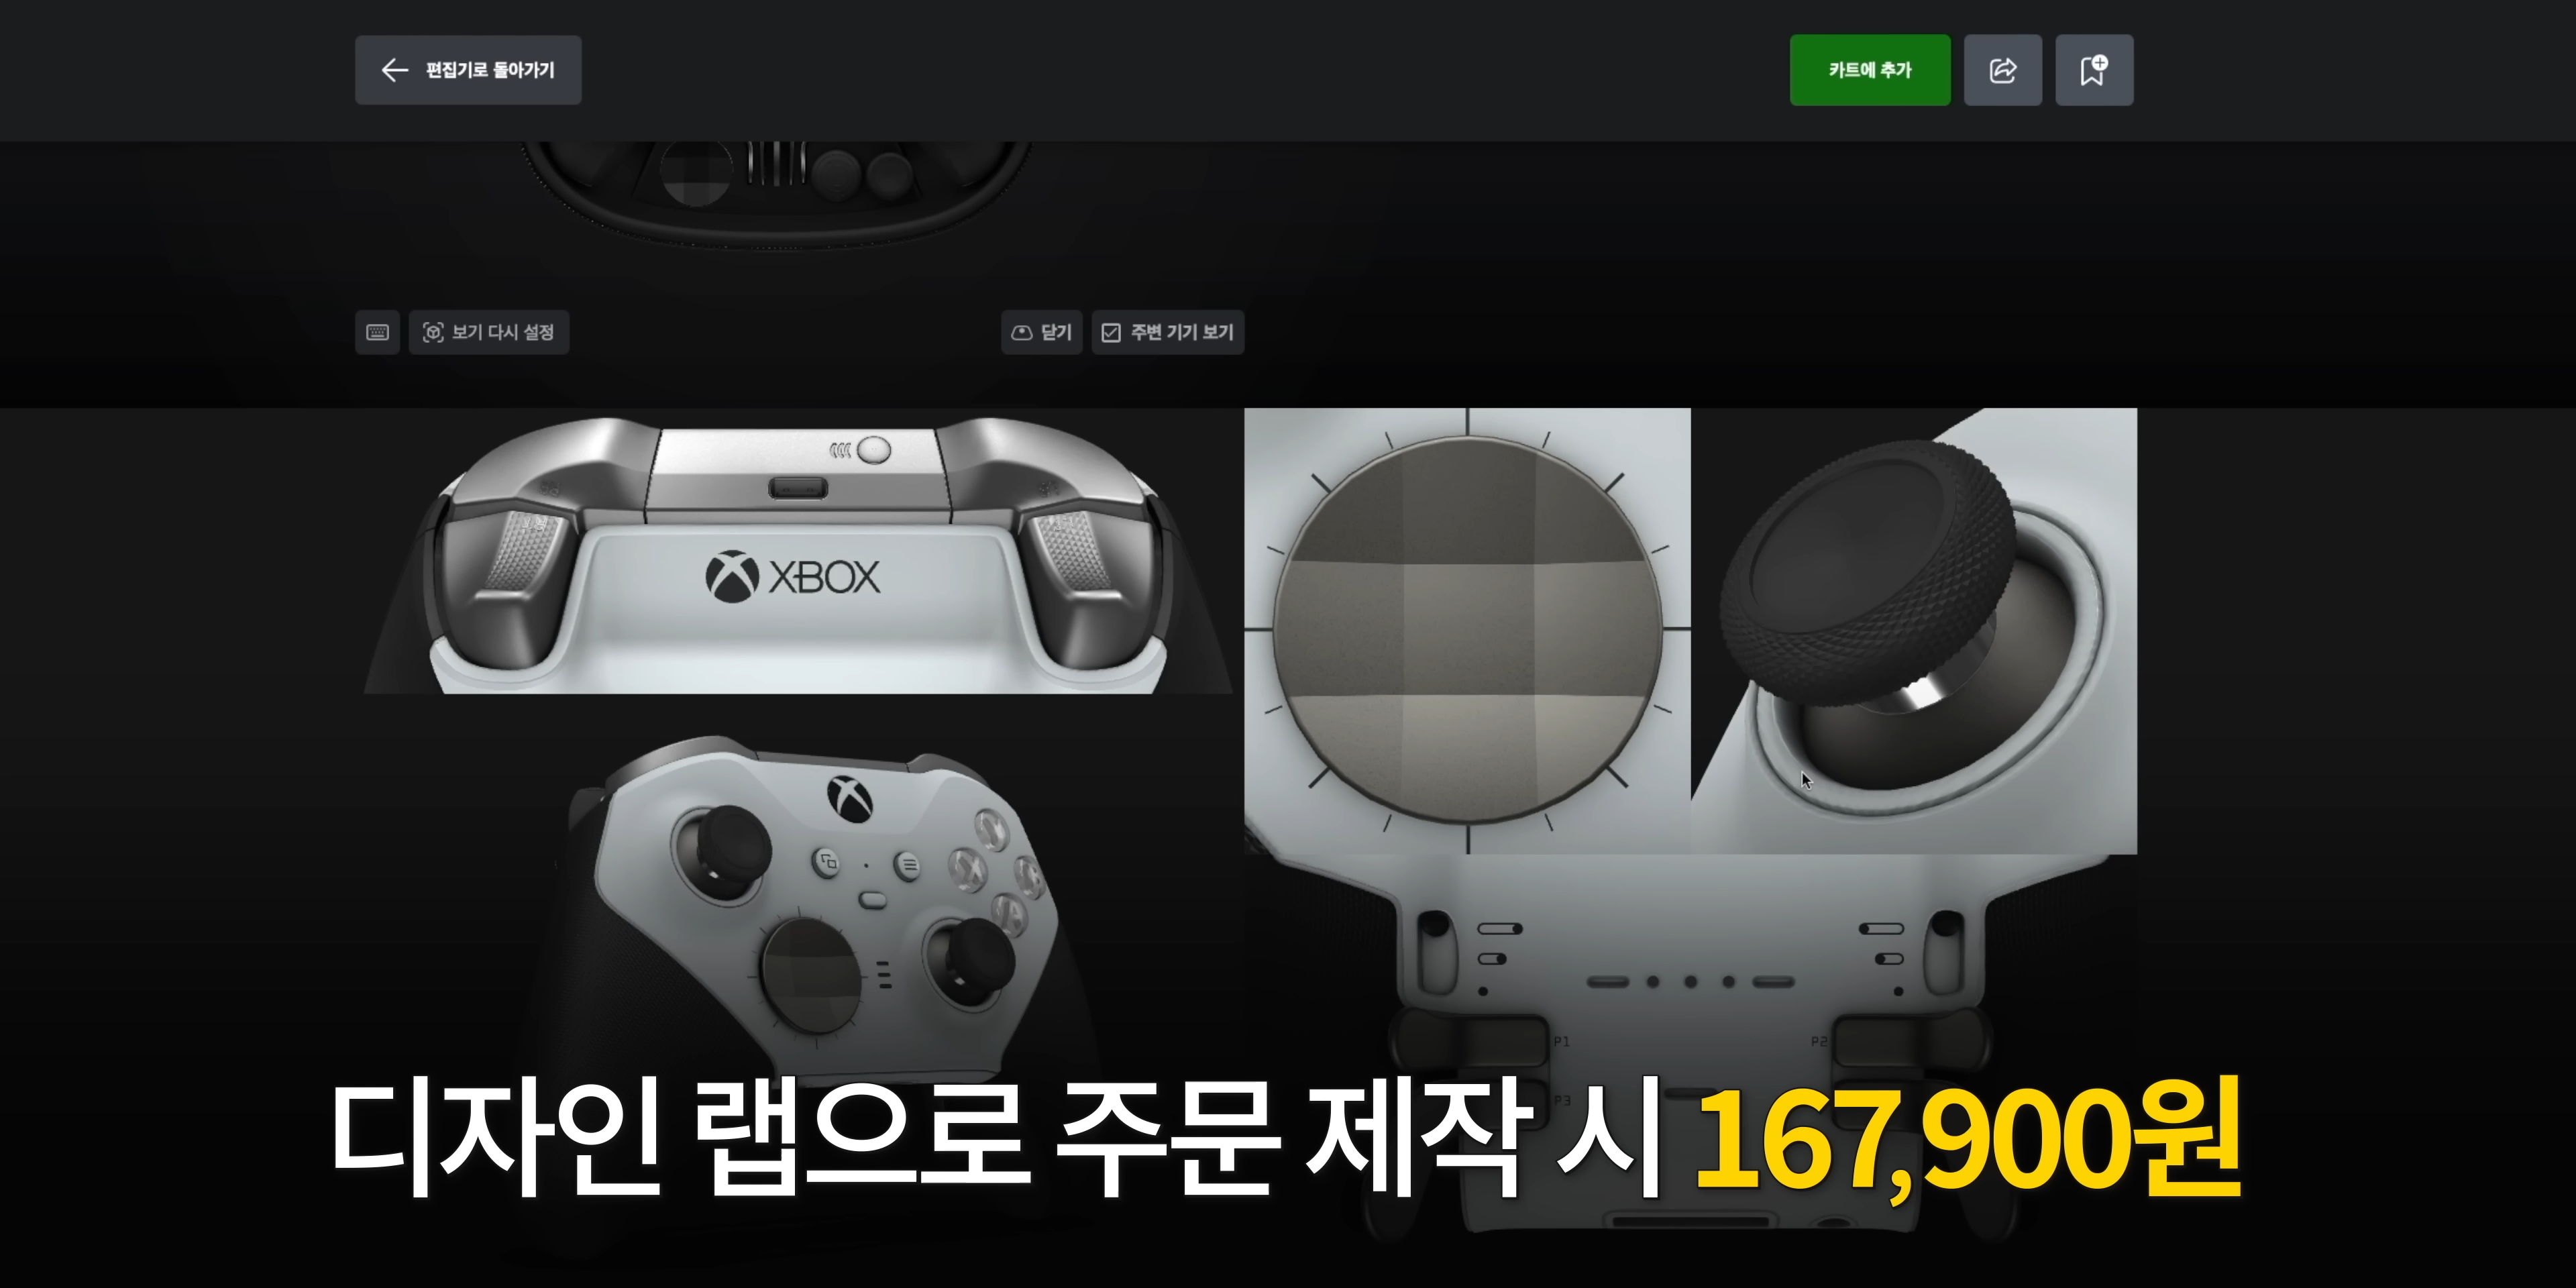 편집기로 돌아가기
카트에 추가
보기 다시 설정
닫기
주변 기기 보기
XBOX
P1
P2
P3
디자인 랩으로 주문 제작 시 167,900원